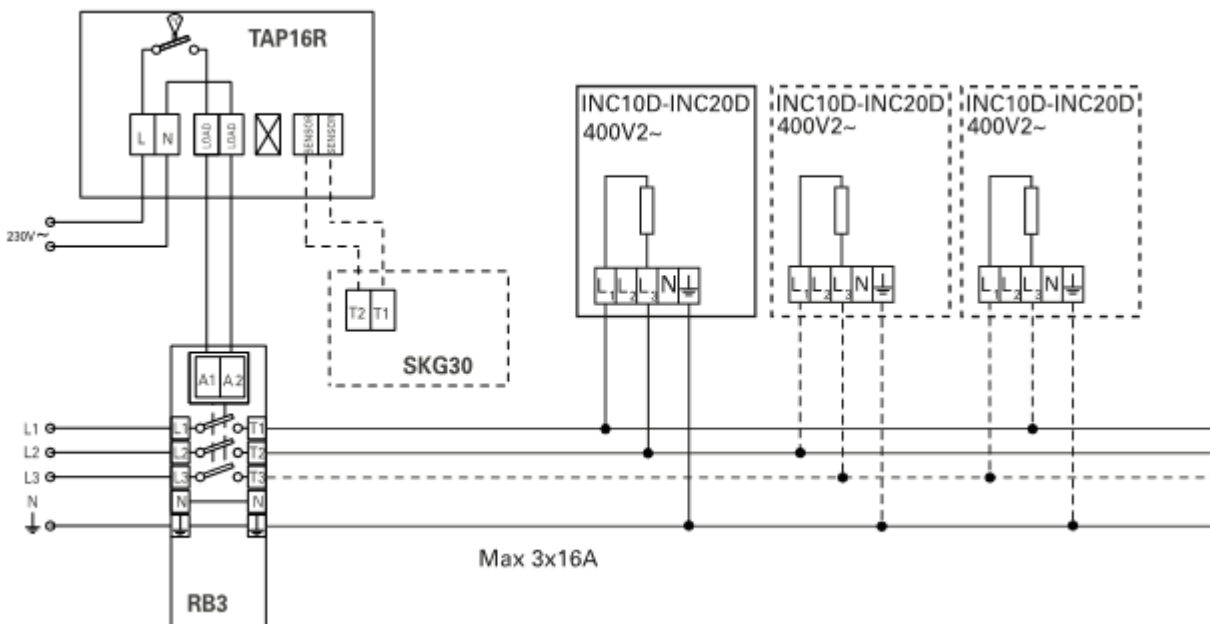 TAP16R
L N LOAD LOAD SENSOR SENSOR
230V~
INC10D-INC20D
400V2~
L1 L2 L3 N ⏚
INC10D-INC20D
400V2~
L1 L2 L3 N ⏚
INC10D-INC20D
400V2~
L1 L2 L3 N ⏚
T2 T1
SKG30
A1 A2
L1 L1 T1
L2 L2 T2
L3 L3 T3
N N N
⏚ ⏚ ⏚
Max 3x16A
RB3